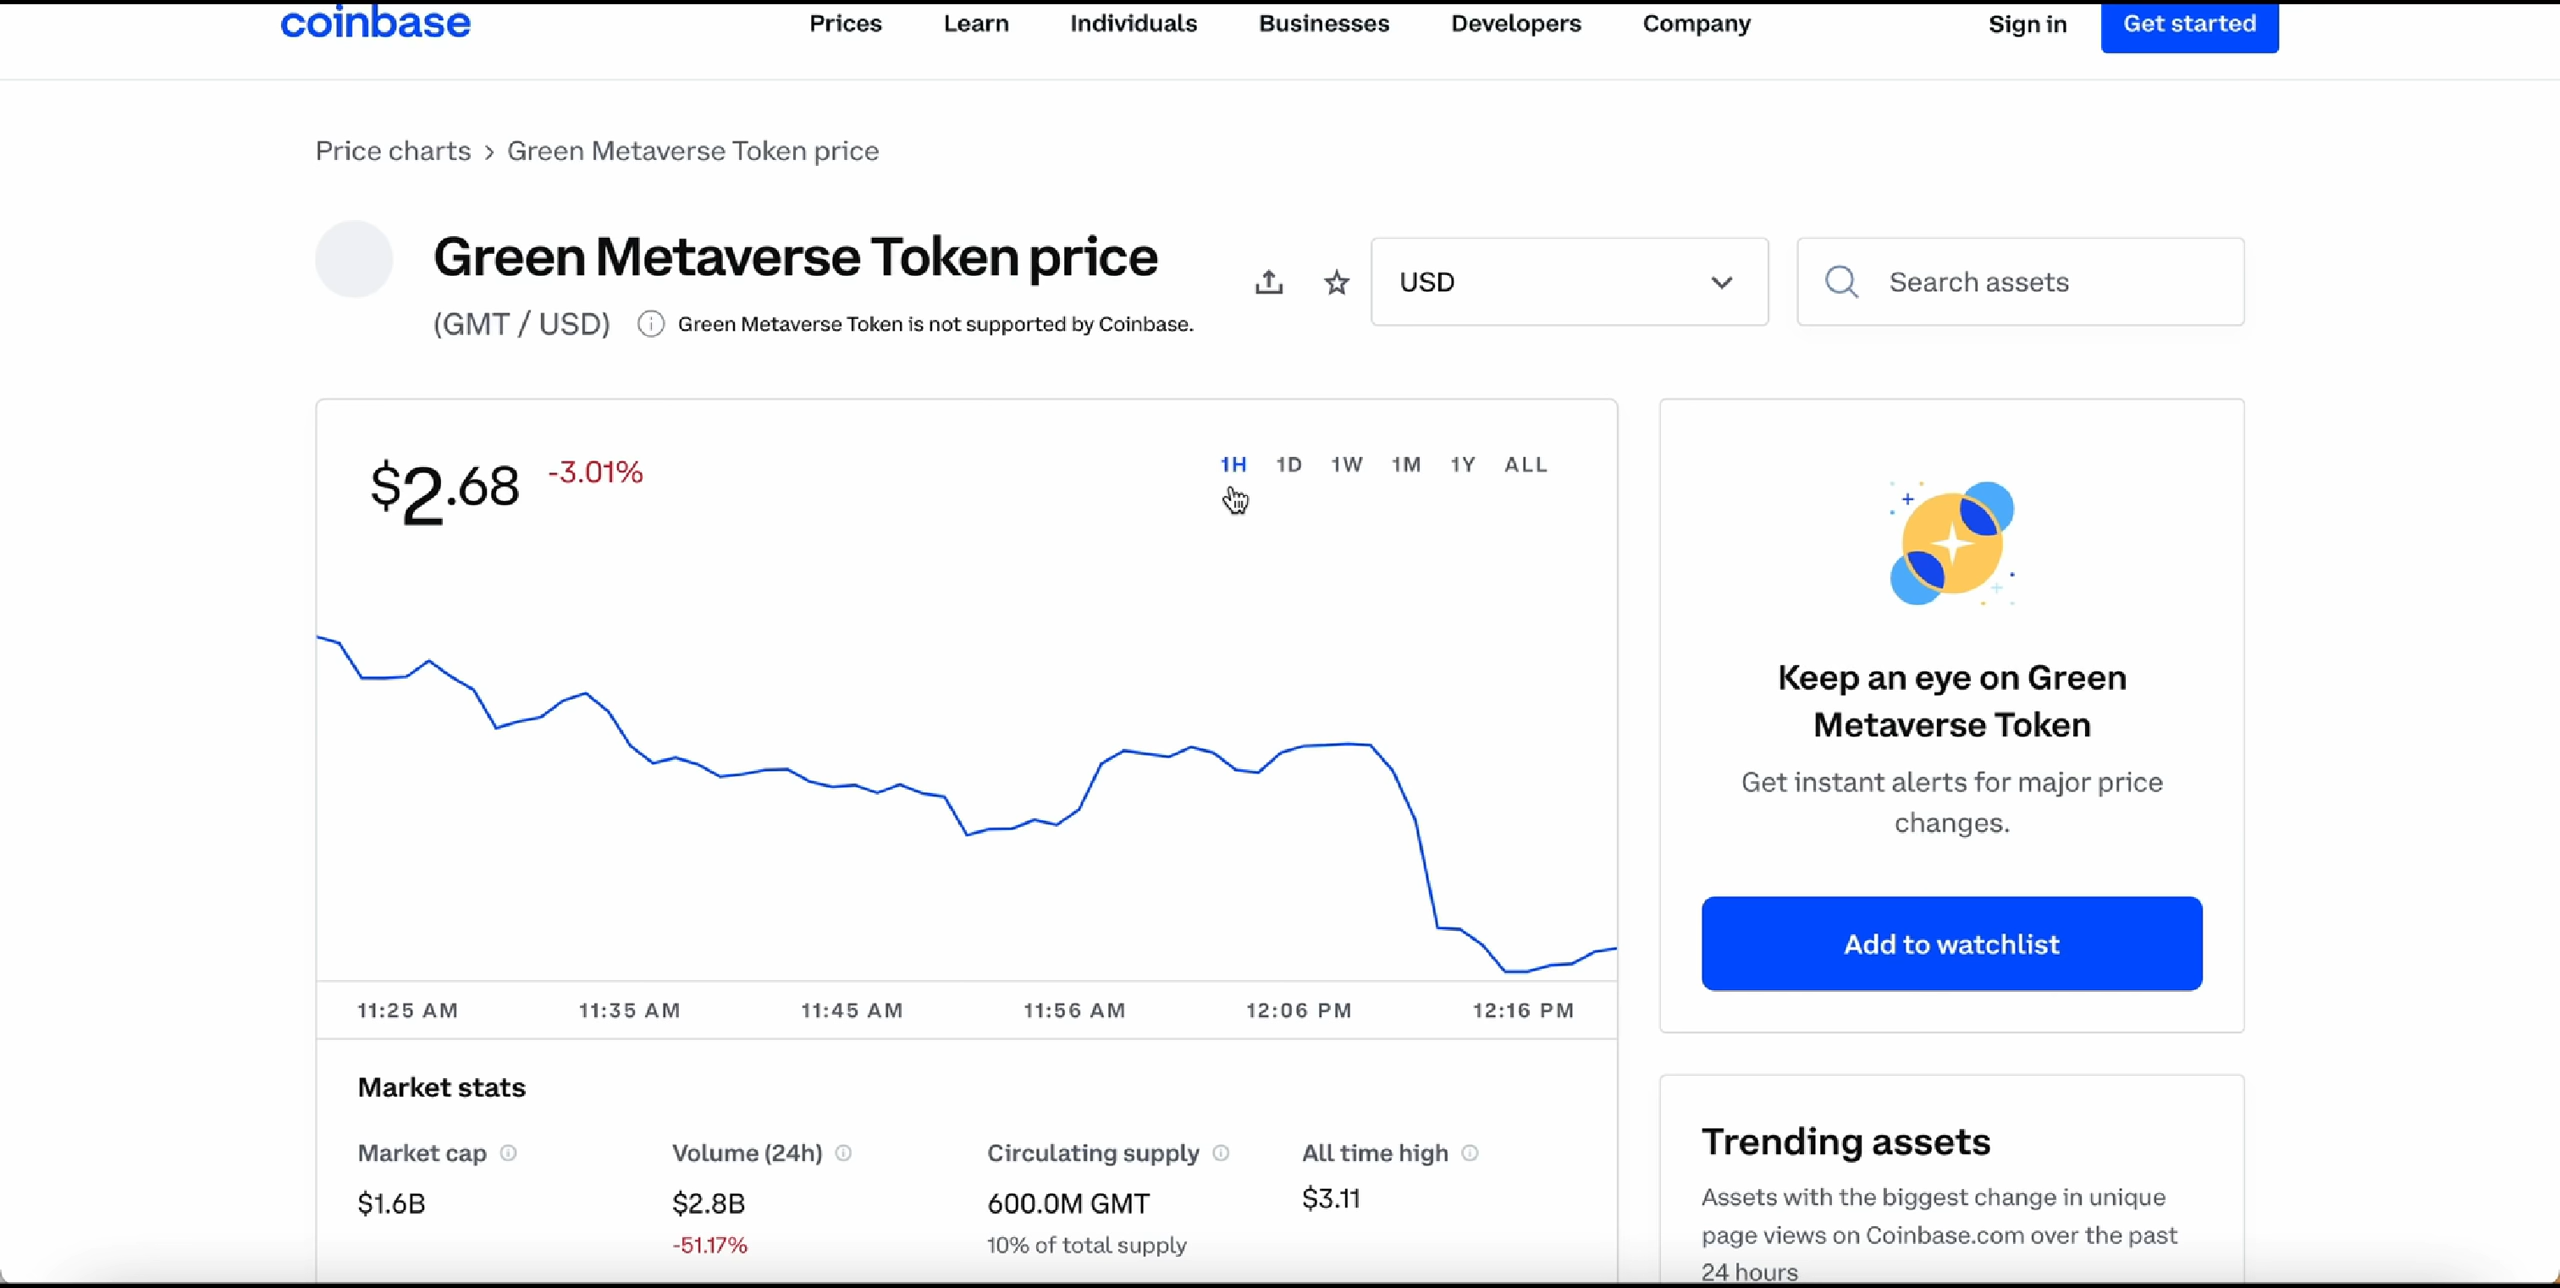 coinbase
Prices Learn Individuals Businesses Developers Company
Sign in Get started
Price charts > Green Metaverse Token price
Green Metaverse Token price
(GMT / USD) Green Metaverse Token is not supported by Coinbase.
USD
Search assets
$2.68 -3.01%
1H 1D 1W 1M 1Y ALL
11:25 AM 11:35 AM 11:45 AM 11:56 AM 12:06 PM 12:16 PM
Market stats
Market cap
$1.6B
Volume (24h)
$2.8B
-51.17%
Circulating supply
600.0M GMT
10% of total supply
All time high
$3.11
Keep an eye on Green
Metaverse Token
Get instant alerts for major price
changes.
Add to watchlist
Trending assets
Assets with the biggest change in unique
page views on Coinbase.com over the past
24 hours